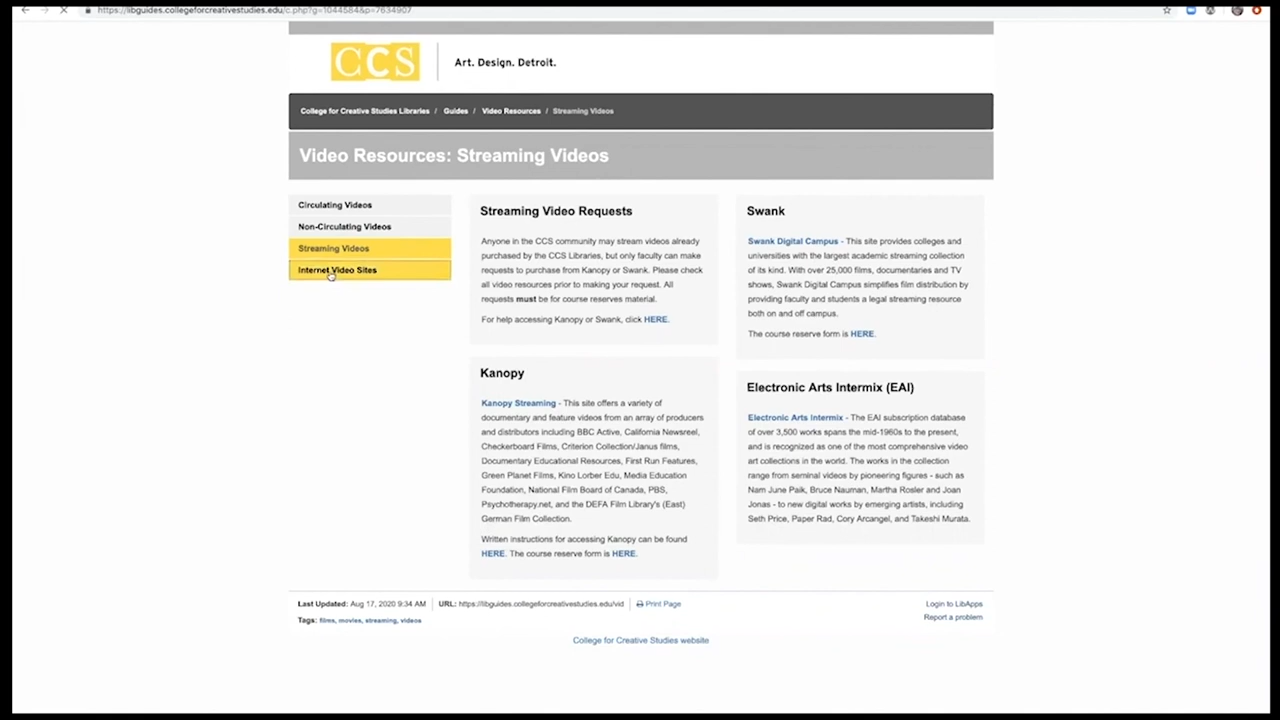 https://libguides.collegeforcreativestudies.edu/c.php?g=1044584&p=7634907
CCS
Art. Design. Detroit.
College for Creative Studies Libraries / Guides / Video Resources / Streaming Videos
Video Resources: Streaming Videos
Circulating Videos
Non-Circulating Videos
Streaming Videos
Internet Video Sites
Streaming Video Requests
Anyone in the CCS community may stream videos already
purchased by the CCS Libraries, but only faculty can make
requests to purchase from Kanopy or Swank. Please check
all video resources prior to making your request. All
requests must be for course reserves material.
For help accessing Kanopy or Swank, click HERE.
Kanopy
Kanopy Streaming - This site offers a variety of
documentary and feature videos from an array of producers
and distributors including BBC Active, California Newsreel,
Checkerboard Films, Criterion Collection/Janus films,
Documentary Educational Resources, First Run Features,
Green Planet Films, Kino Lorber Edu, Media Education
Foundation, National Film Board of Canada, PBS,
Psychotherapy.net, and the DEFA Film Library's (East)
German Film Collection.
Written instructions for accessing Kanopy can be found
HERE. The course reserve form is HERE.
Swank
Swank Digital Campus - This site provides colleges and
universities with the largest academic streaming collection
of its kind. With over 25,000 films, documentaries and TV
shows, Swank Digital Campus simplifies film distribution by
providing faculty and students a legal streaming resource
both on and off campus.
The course reserve form is HERE.
Electronic Arts Intermix (EAI)
Electronic Arts Intermix - The EAI subscription database
of over 3,500 works spans the mid-1960s to the present,
and is recognized as one of the most comprehensive video
art collections in the world. The works in the collection
range from seminal videos by pioneering figures - such as
Nam June Paik, Bruce Nauman, Martha Rosler and Joan
Jonas - to new digital works by emerging artists, including
Seth Price, Paper Rad, Cory Arcangel, and Takeshi Murata.
Last Updated: Aug 17, 2020 9:34 AM URL: https://libguides.collegeforcreativestudies.edu/vid Print Page
Login to LibApps
Tags: films, movies, streaming, videos
Report a problem
College for Creative Studies website